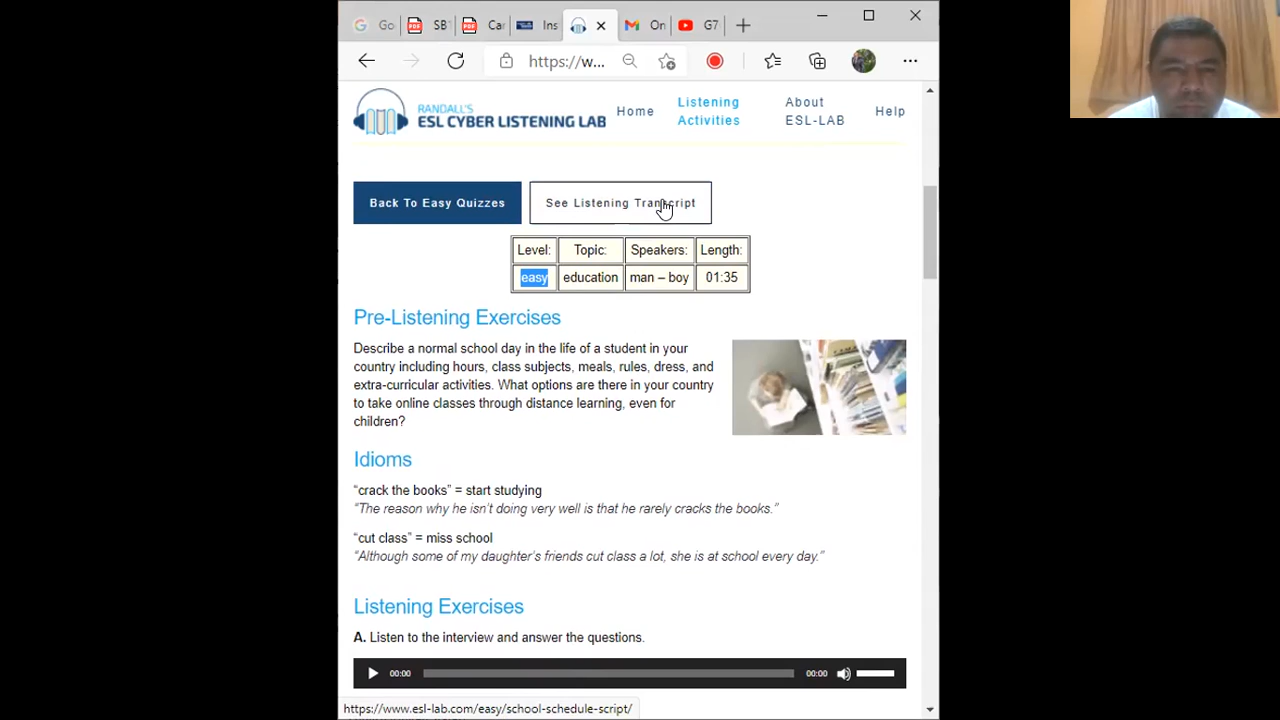 Go
SB1
Car
Ins
On
G7
https://w...
RANDALL'S
ESL CYBER LISTENING LAB
Home
Listening
Activities
About
ESL-LAB
Help
Back To Easy Quizzes
See Listening Transcript
Level: Topic: Speakers: Length:
easy education man – boy 01:35
Pre-Listening Exercises
Describe a normal school day in the life of a student in your
country including hours, class subjects, meals, rules, dress, and
extra-curricular activities. What options are there in your country
to take online classes through distance learning, even for
children?
Idioms
“crack the books” = start studying
“The reason why he isn’t doing very well is that he rarely cracks the books.”
“cut class” = miss school
“Although some of my daughter’s friends cut class a lot, she is at school every day.”
Listening Exercises
A. Listen to the interview and answer the questions.
00:00 00:00
https://www.esl-lab.com/easy/school-schedule-script/